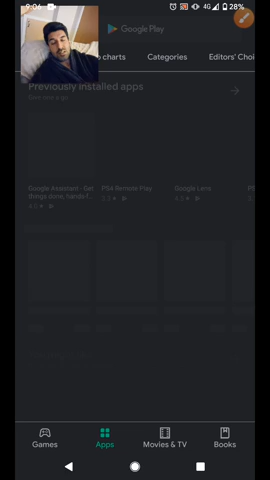 9:06
4G 28%
Google Play
p charts Categories Editors' Choi
Previously installed apps
Google Assistant - Get things done, hands f...
PS4 Remote Play
Google Lens
Games Apps Movies & TV Books